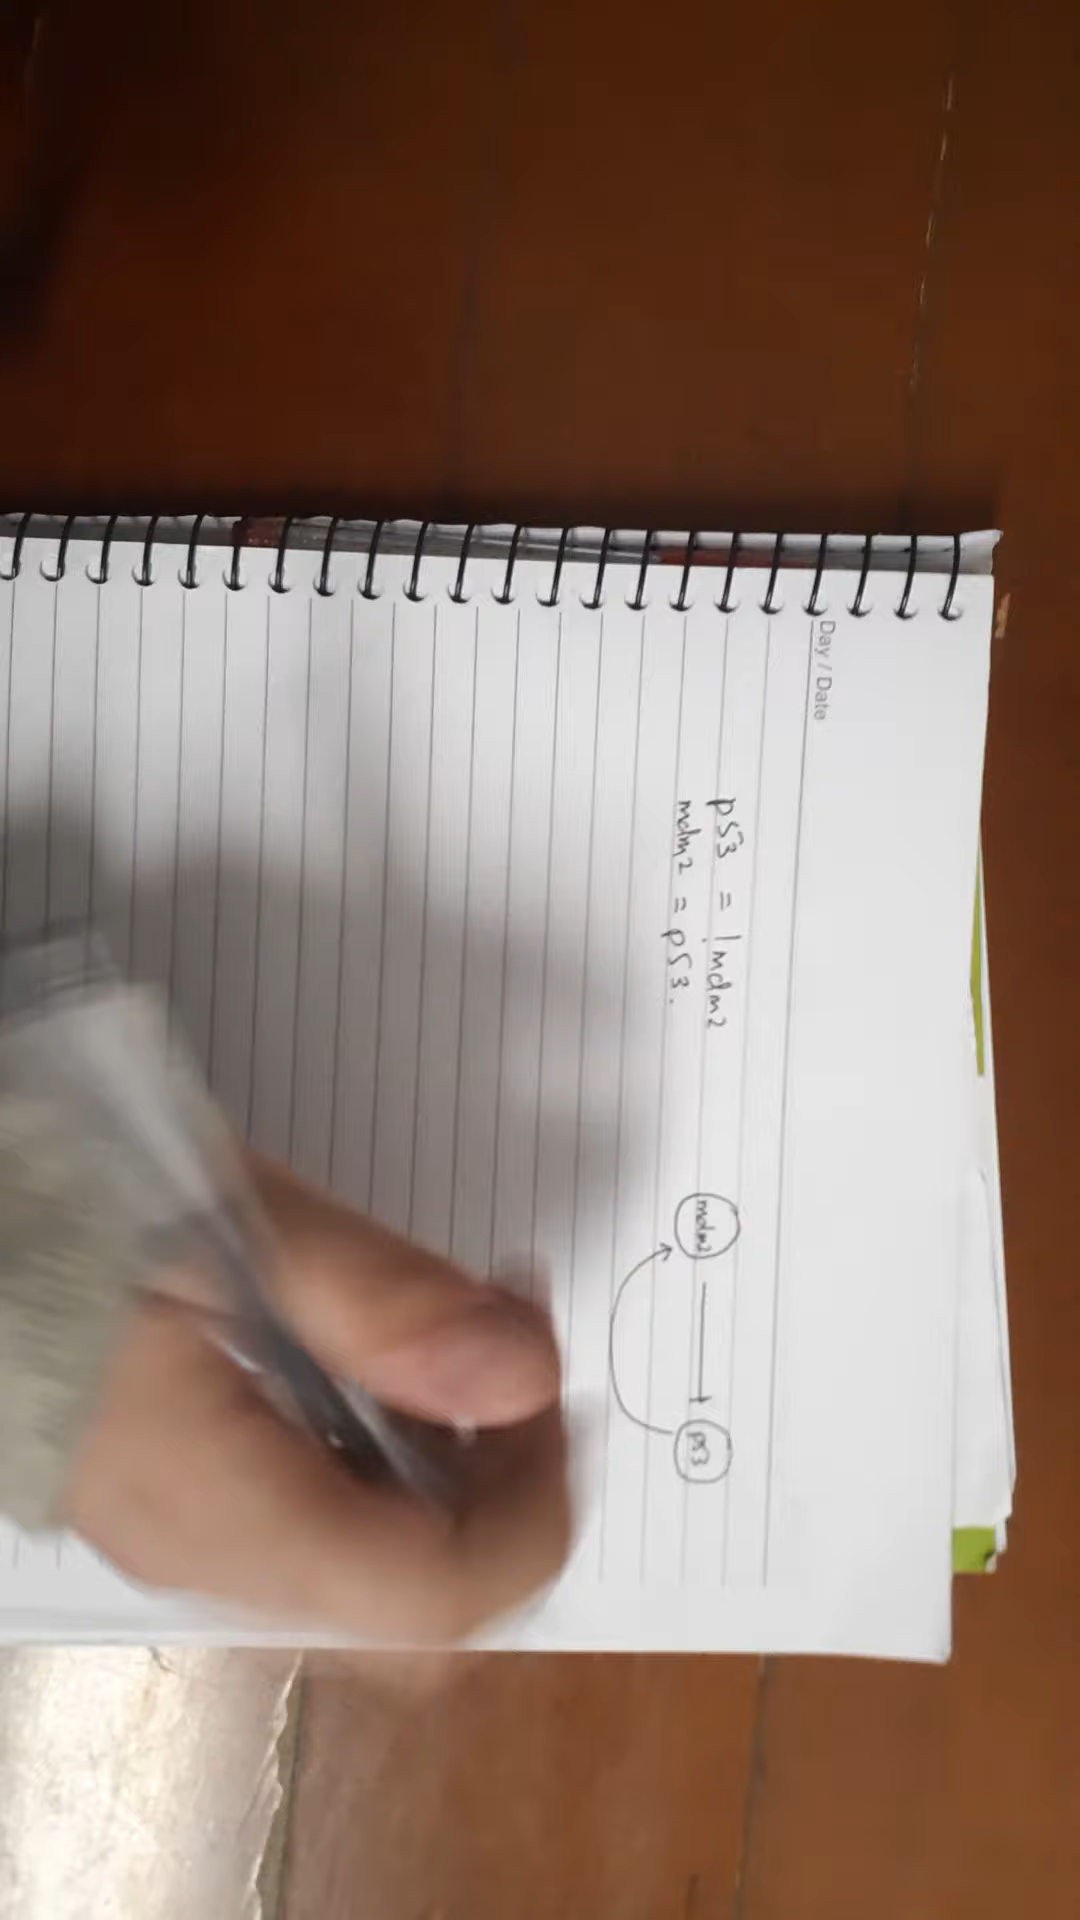 Day / Date
p53 = !mdm2
mdm2 = p53.
mdm2 p53